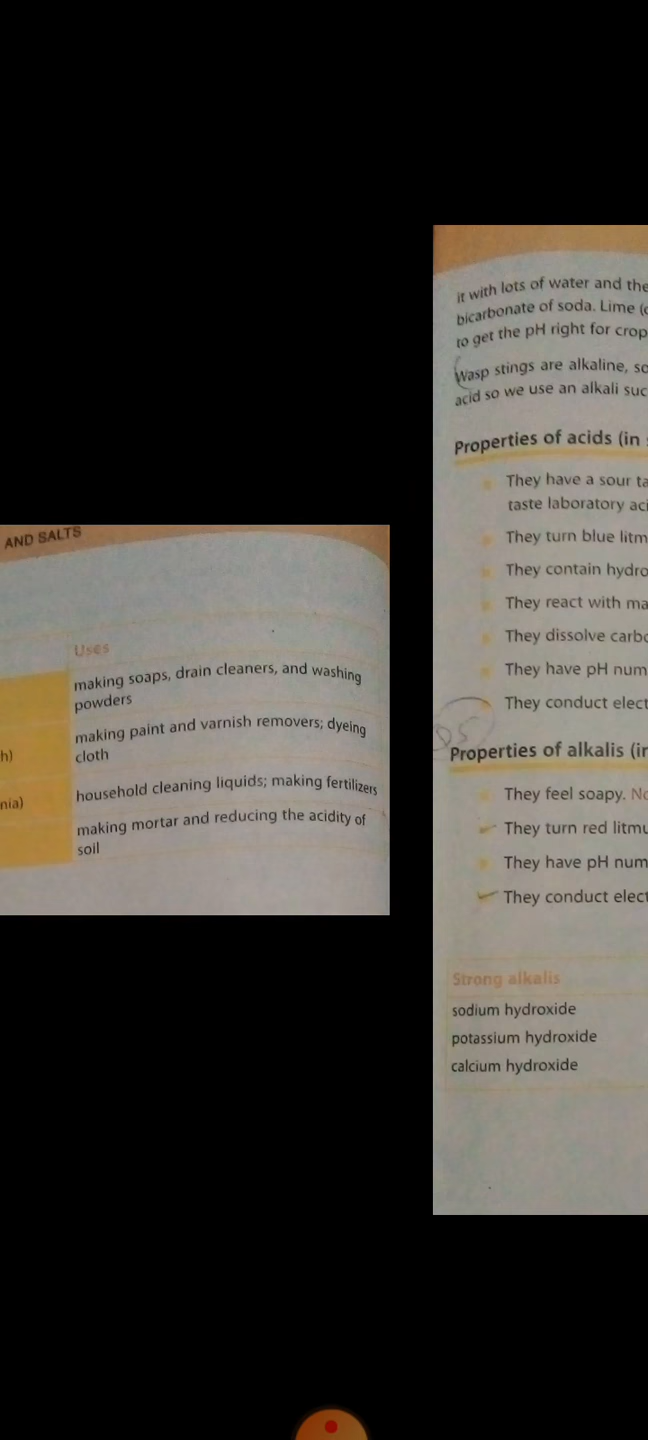 AND SALTS
Uses
making soaps, drain cleaners, and washing
powders
making paint and varnish removers; dyeing
h)
cloth
nia)
household cleaning liquids; making fertilizers
making mortar and reducing the acidity of
soil
it with lots of water and the
bicarbonate of soda. Lime (
to get the pH right for crop
Wasp stings are alkaline, so
acid so we use an alkali suc
Properties of acids (in
They have a sour ta
taste laboratory aci
They turn blue litm
They contain hydro
They react with ma
They dissolve carbo
They have pH num
They conduct elect
Properties of alkalis (in
They feel soapy. No
They turn red litmu
They have pH num
They conduct elect
Strong alkalis
sodium hydroxide
potassium hydroxide
calcium hydroxide